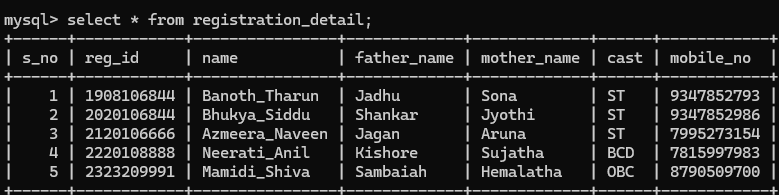 mysql> select * from registration_detail;
+------+------------+----------------+-------------+-------------+------+------------+
| s_no | reg_id     | name           | father_name | mother_name | cast | mobile_no  |
+------+------------+----------------+-------------+-------------+------+------------+
|    1 | 1908106844 | Banoth_Tharun  | Jadhu       | Sona        | ST   | 9347852793 |
|    2 | 2020106844 | Bhukya_Siddu   | Shankar     | Jyothi      | ST   | 9347852986 |
|    3 | 2120106666 | Azmeera_Naveen | Jagan       | Aruna       | ST   | 7995273154 |
|    4 | 2220108888 | Neerati_Anil   | Kishore     | Sujatha     | BCD  | 7815997983 |
|    5 | 2323209991 | Mamidi_Shiva   | Sambaiah    | Hemalatha   | OBC  | 8790509700 |
+------+------------+----------------+-------------+-------------+------+------------+